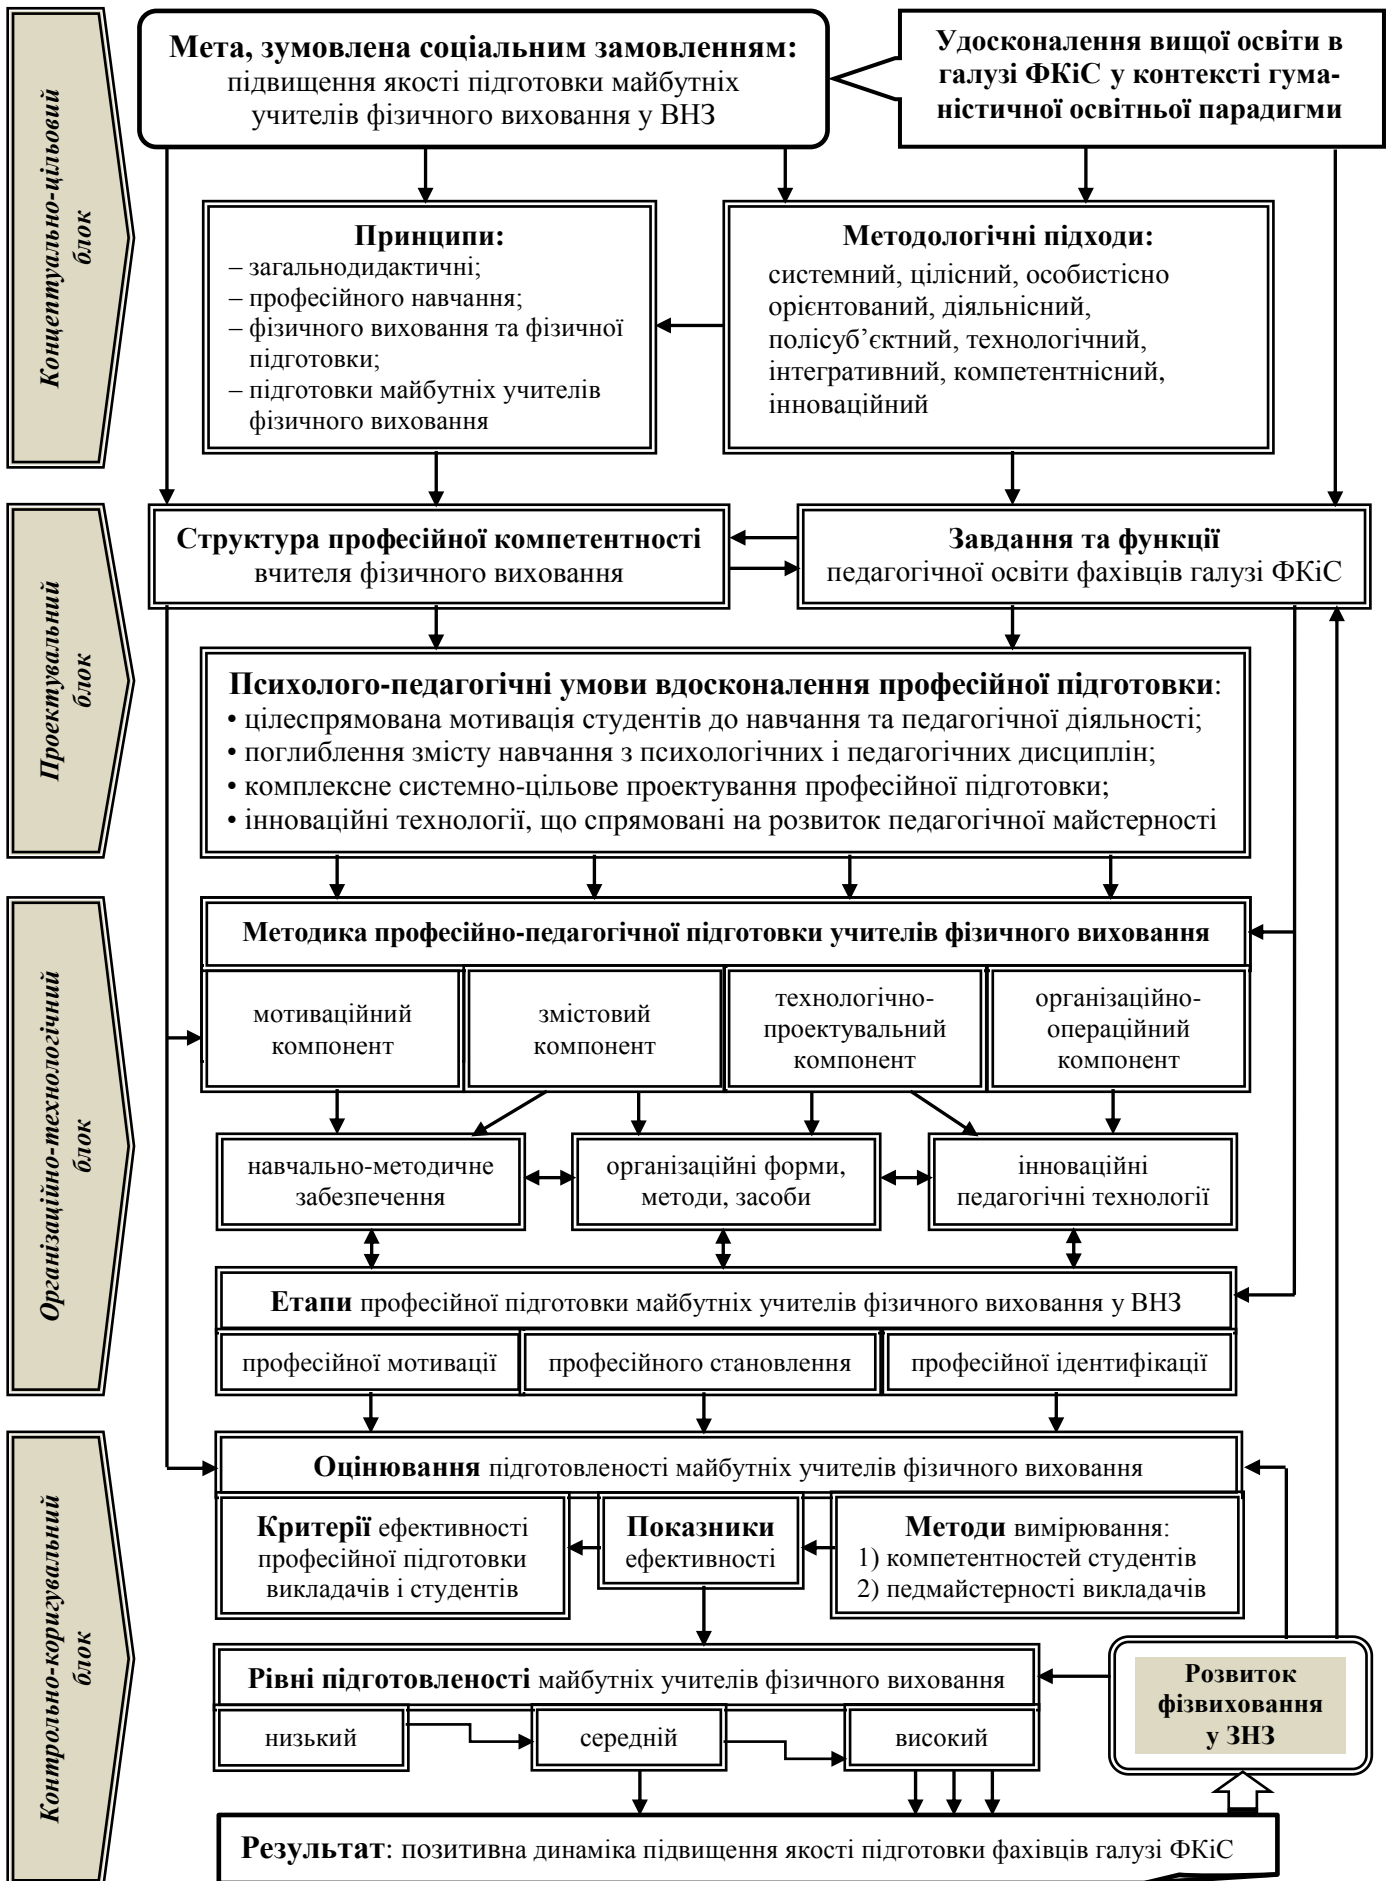 Концептуально-цільовий
блок
Мета, зумовлена соціальним замовленням:
підвищення якості підготовки майбутніх
учителів фізичного виховання у ВНЗ
Удосконалення вищої освіти в
галузі ФКіС у контексті гума-
ністичної освітньої парадигми
Принципи:
– загальнодидактичні;
– професійного навчання;
– фізичного виховання та фізичної
підготовки;
– підготовки майбутніх учителів
фізичного виховання
Методологічні підходи:
системний, цілісний, особистісно
орієнтований, діяльнісний,
полісуб’єктний, технологічний,
інтегративний, компетентнісний,
інноваційний
Проектувальний
блок
Структура професійної компетентності
вчителя фізичного виховання
Завдання та функції
педагогічної освіти фахівців галузі ФКіС
Психолого-педагогічні умови вдосконалення професійної підготовки:
• цілеспрямована мотивація студентів до навчання та педагогічної діяльності;
• поглиблення змісту навчання з психологічних і педагогічних дисциплін;
• комплексне системно-цільове проектування професійної підготовки;
• інноваційні технології, що спрямовані на розвиток педагогічної майстерності
Організаційно-технологічний
блок
Методика професійно-педагогічної підготовки учителів фізичного виховання
мотиваційний
компонент
змістовий
компонент
технологічно-
проектувальний
компонент
організаційно-
операційний
компонент
навчально-методичне
забезпечення
організаційні форми,
методи, засоби
інноваційні
педагогічні технології
Етапи професійної підготовки майбутніх учителів фізичного виховання у ВНЗ
професійної мотивації
професійного становлення
професійної ідентифікації
Контрольно-коригувальний
блок
Оцінювання підготовленості майбутніх учителів фізичного виховання
Критерії ефективності
професійної підготовки
викладачів і студентів
Показники
ефективності
Методи вимірювання:
1) компетентностей студентів
2) педмайстерності викладачів
Рівні підготовленості майбутніх учителів фізичного виховання
низький
середній
високий
Розвиток
фізвиховання
у ЗНЗ
Результат: позитивна динаміка підвищення якості підготовки фахівців галузі ФКіС